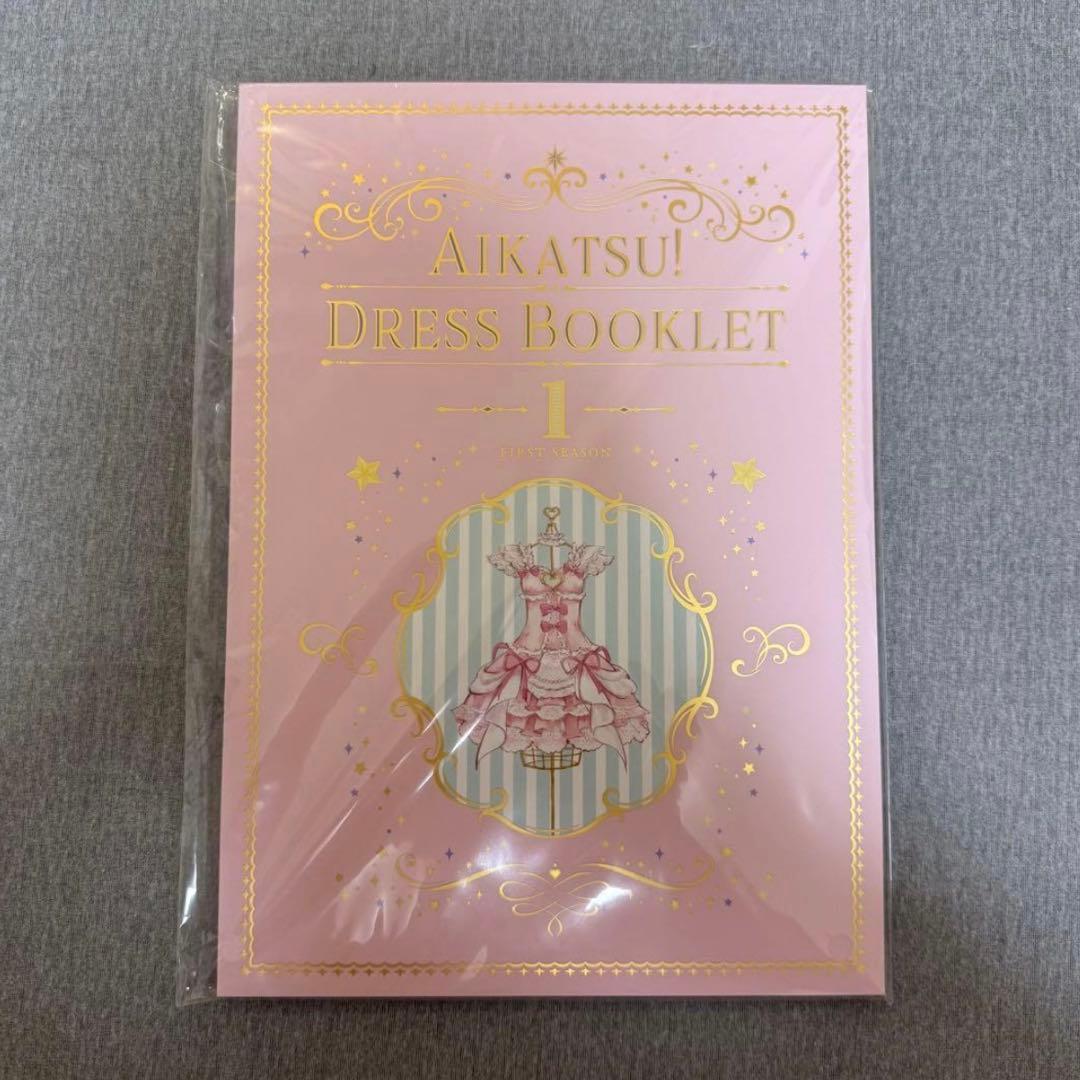 AIKATSU!
DRESS BOOKLET
1
FIRST SEASON